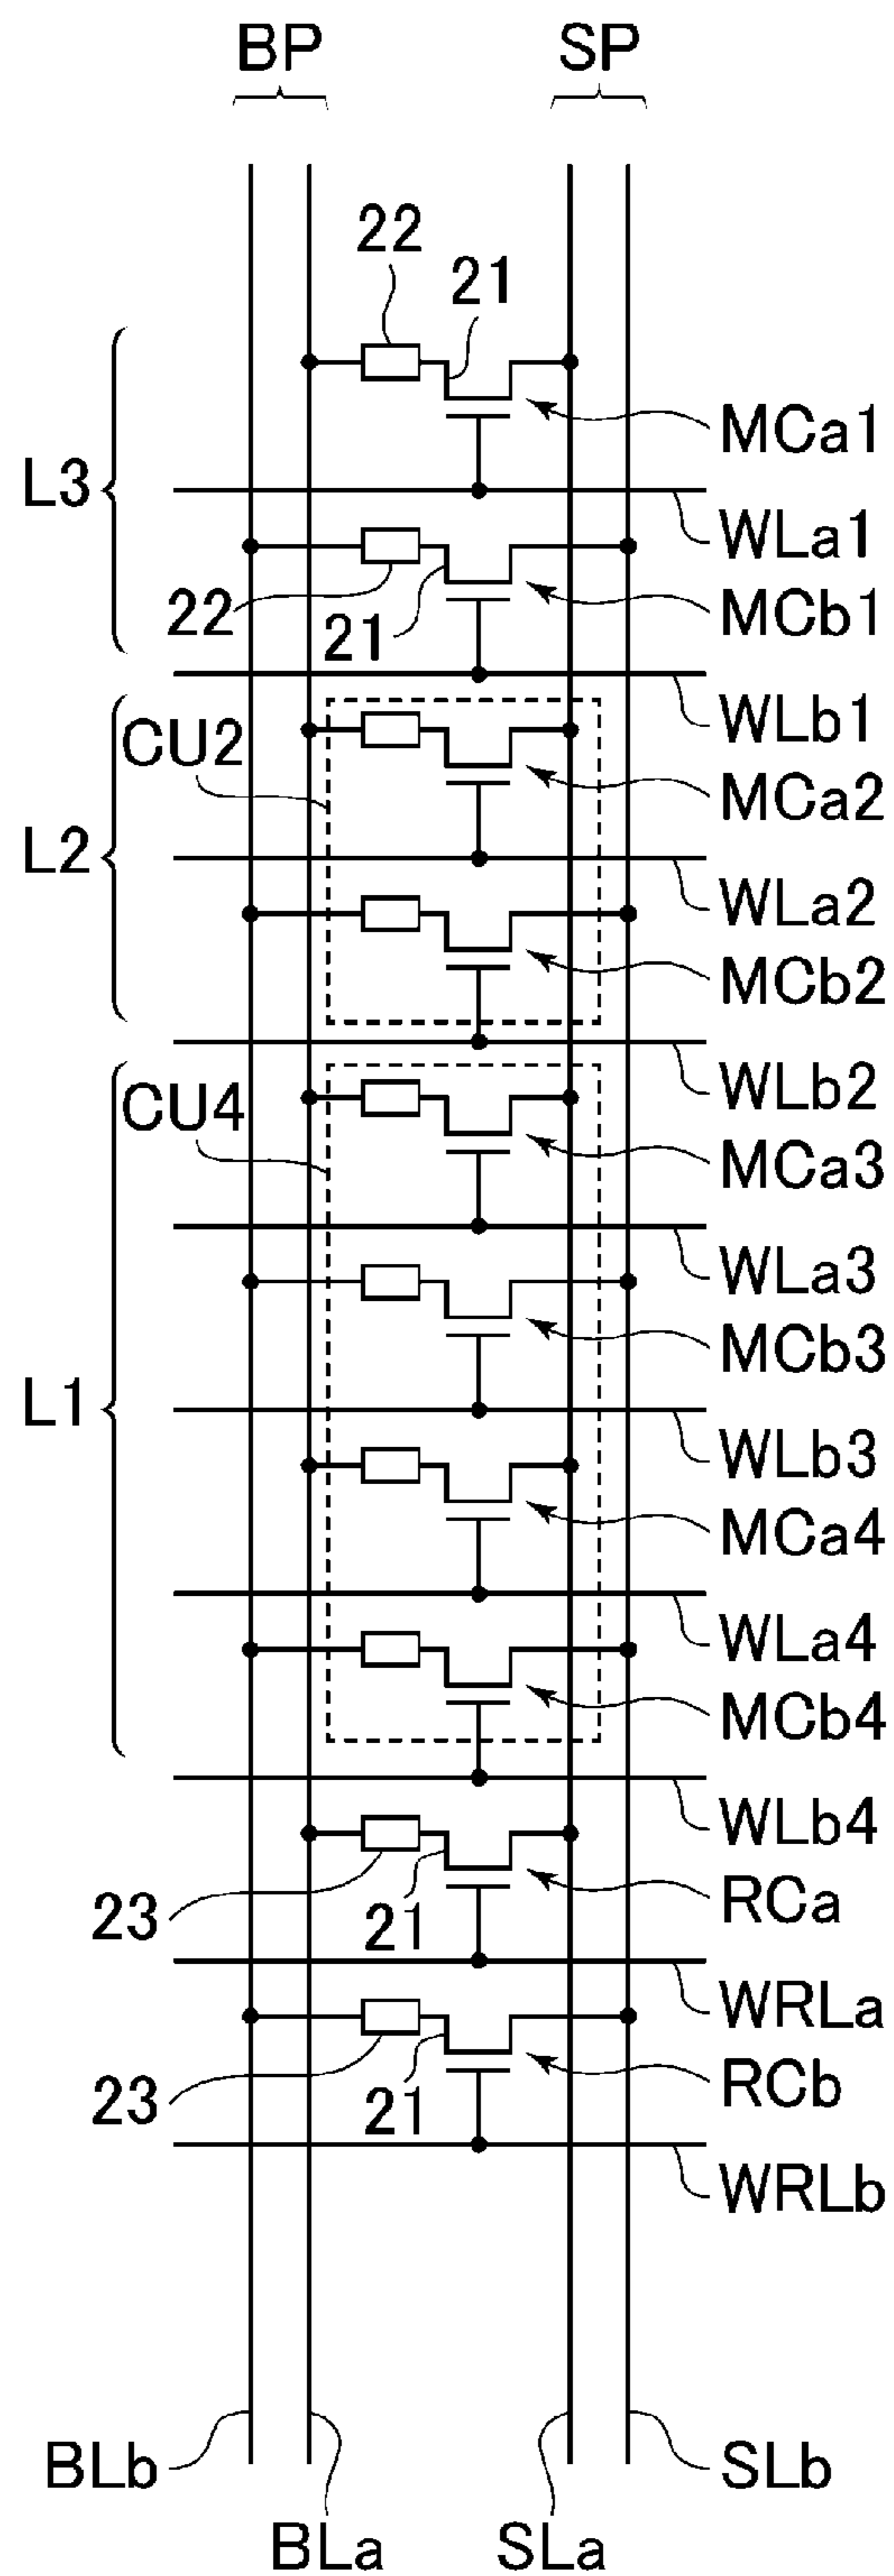 BP SP
22
21
MCa1
L3
WLa1
22 21 MCb1
WLb1
CU2
MCa2
L2
WLa2
MCb2
WLb2
CU4
MCa3
WLa3
MCb3
L1
WLb3
MCa4
WLa4
MCb4
WLb4
23 21 RCa
WRLa
23 21 RCb
WRLb
BLb SLb
BLa SLa